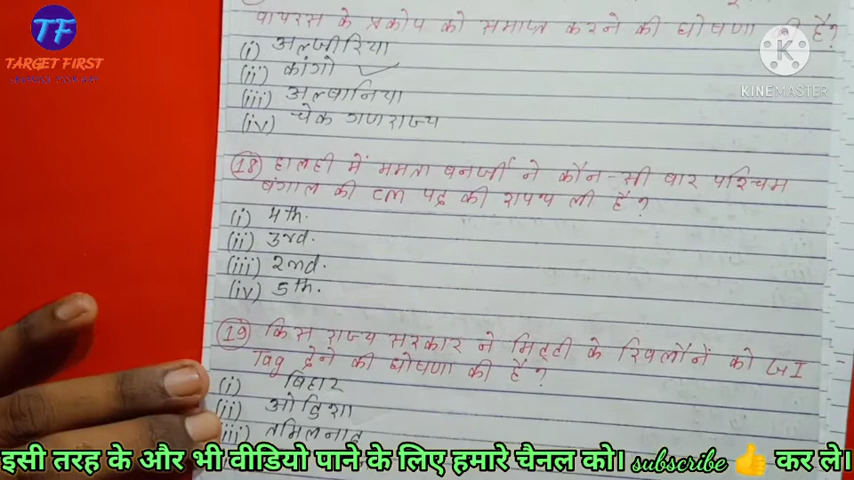 TF
TARGET FIRST
वायरस के प्रकोप को समाप्त करने की घोषणा की है?
(i) अल्जीरिया
(ii) कांगो
(iii) अल्बानिया
(iv) चेक गणराज्य
K
KINEMASTER
(18) हालही में ममता बनर्जी ने कौन-सी बार पश्चिम
बंगाल की CM पद की शपथ ली है?
(i) 4th.
(ii) 3rd.
(iii) 2nd.
(iv) 5th.
(19) किस राज्य सरकार ने मिट्टी के खिलौनें को GI
Tag देने की घोषणा की है?
(i) बिहार
(ii) ओडिशा
(iii) तमिलनाडु
इसी तरह के और भी वीडियो पाने के लिए हमारे चैनल को। subscribe 👍 कर ले।